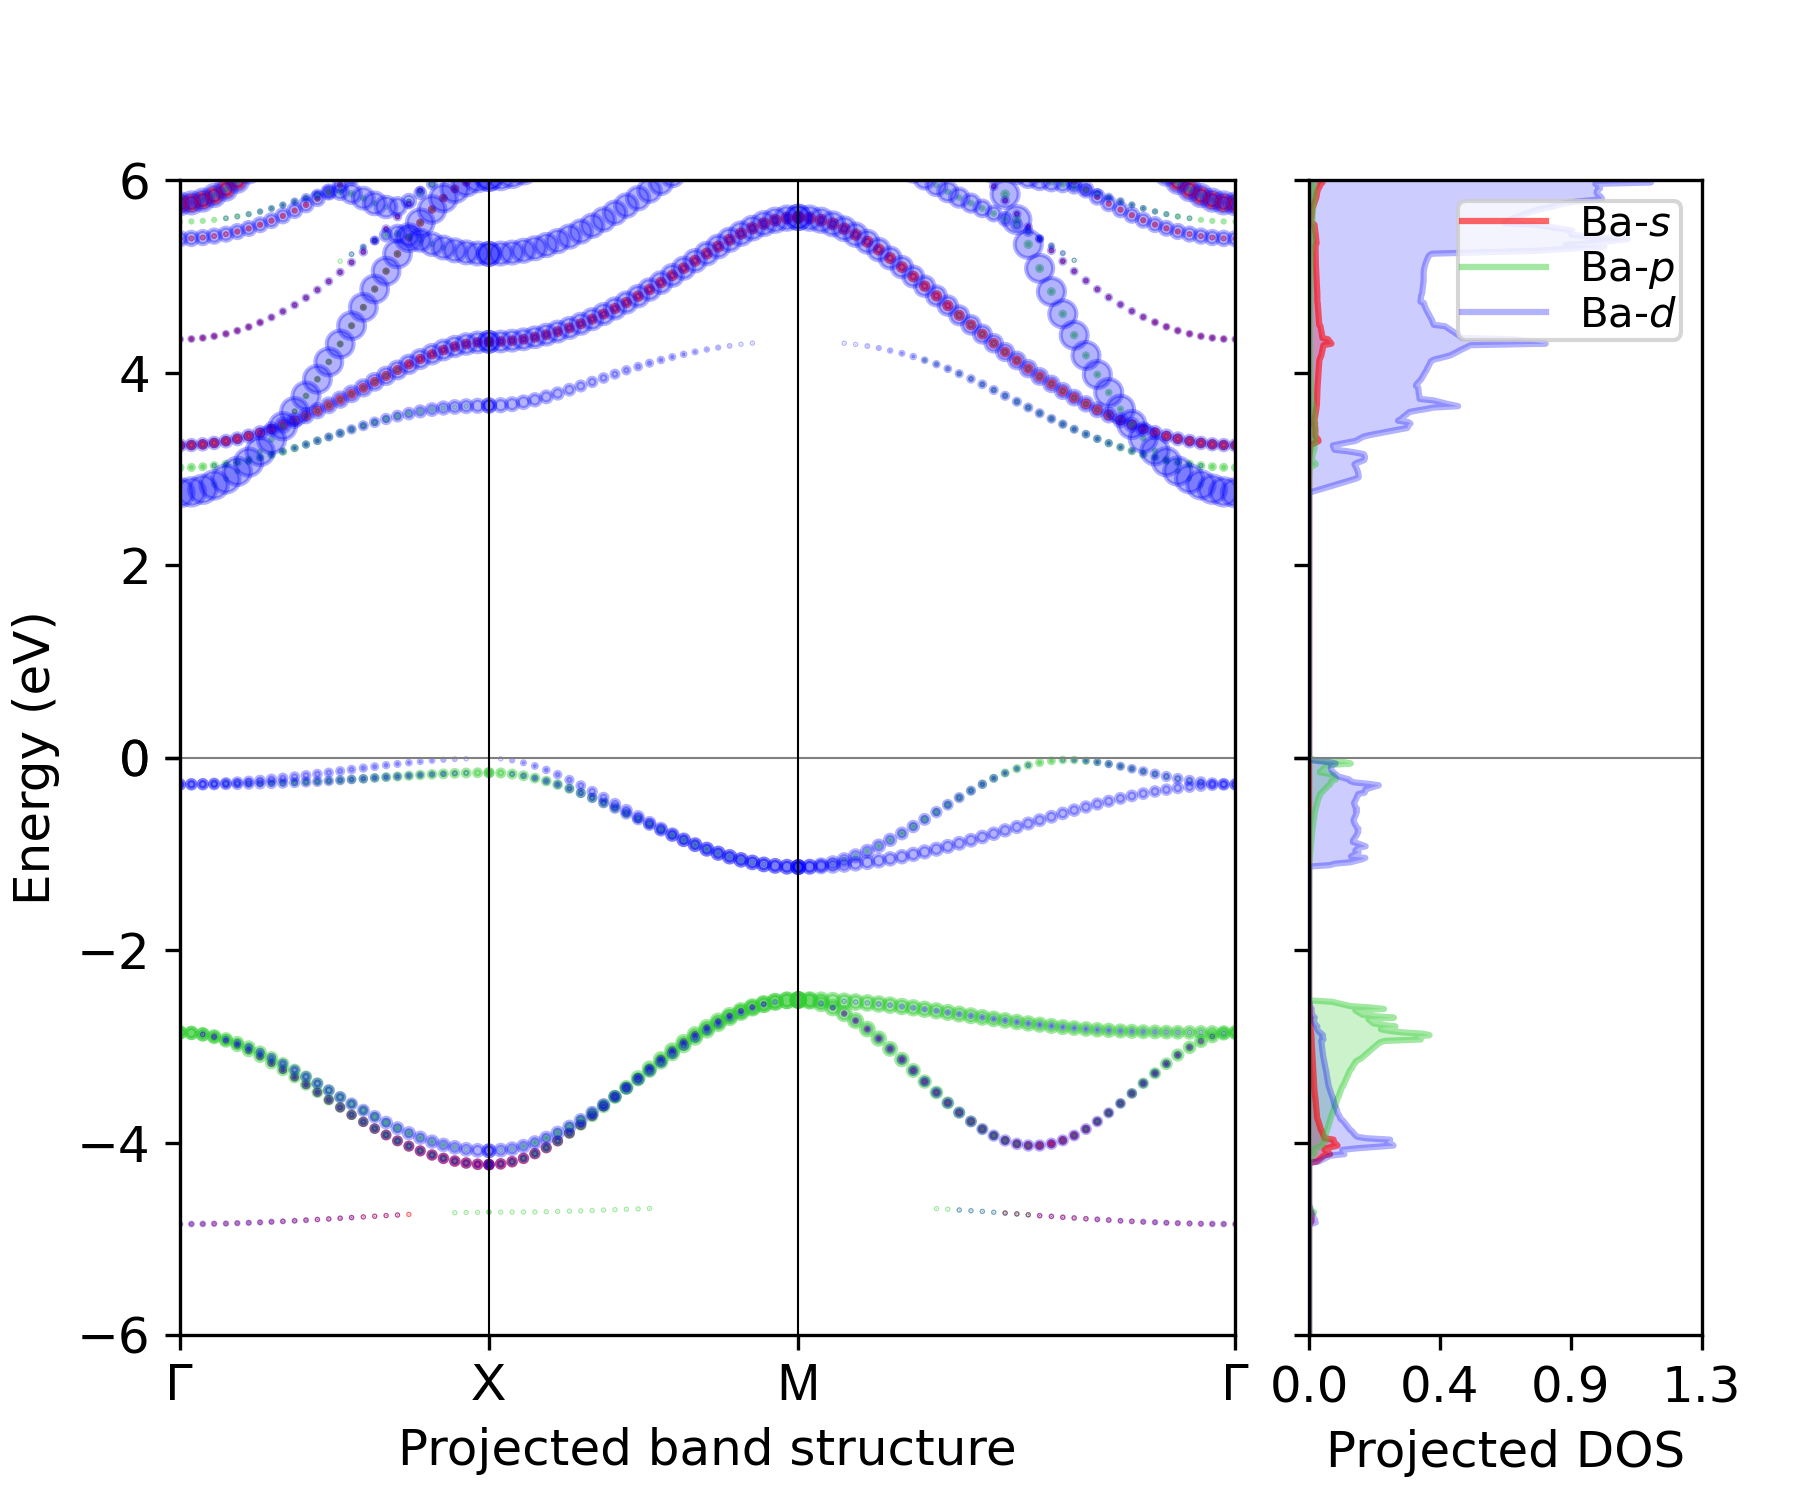 6
4
2
0
−2
−4
−6
Energy (eV)
Γ X M Γ
Projected band structure
Ba-s
Ba-p
Ba-d
0.0 0.4 0.9 1.3
Projected DOS